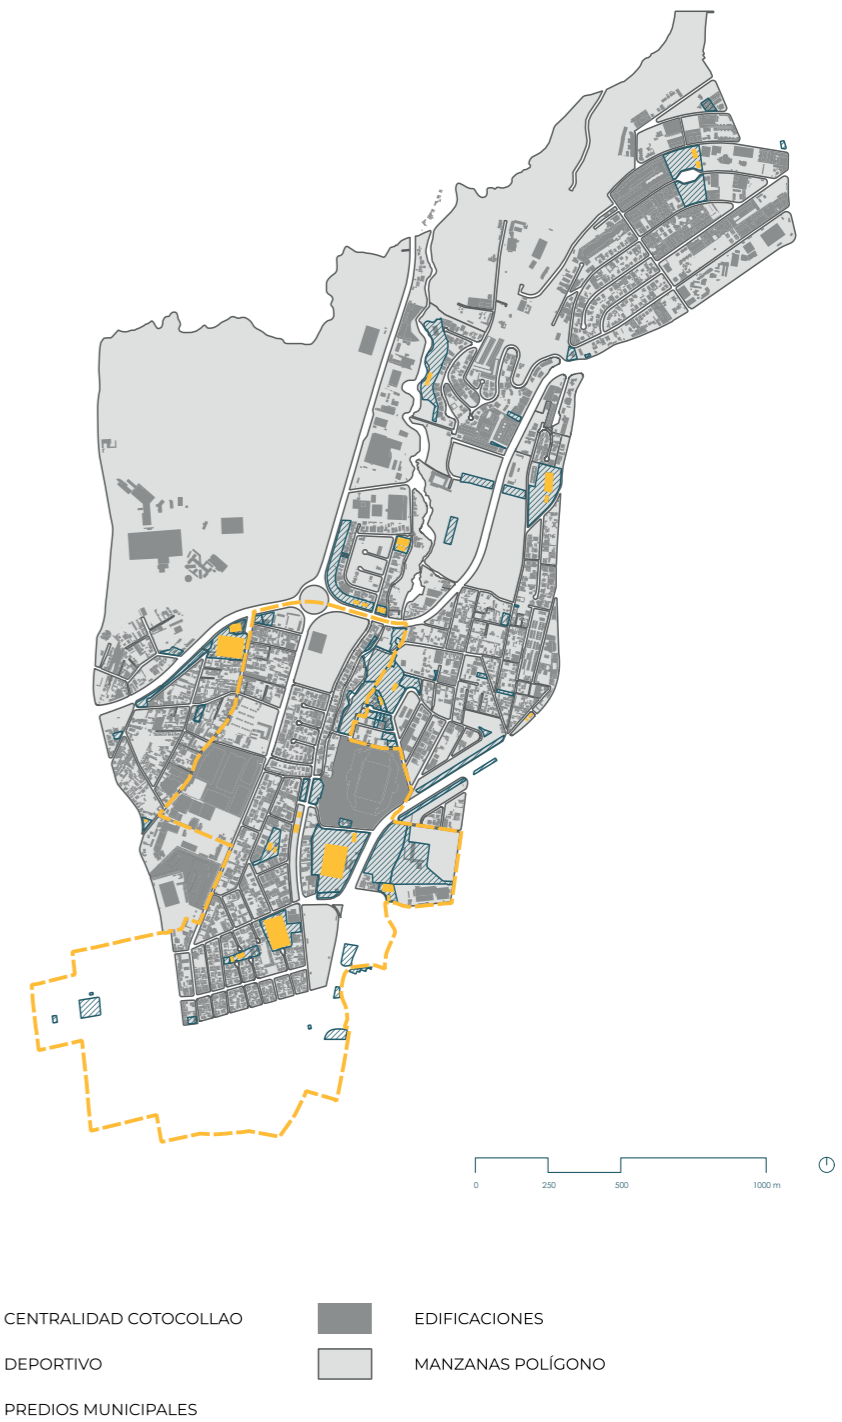 0 250 500 1000 m
CENTRALIDAD COTOCOLLAO EDIFICACIONES
DEPORTIVO MANZANAS POLÍGONO
PREDIOS MUNICIPALES